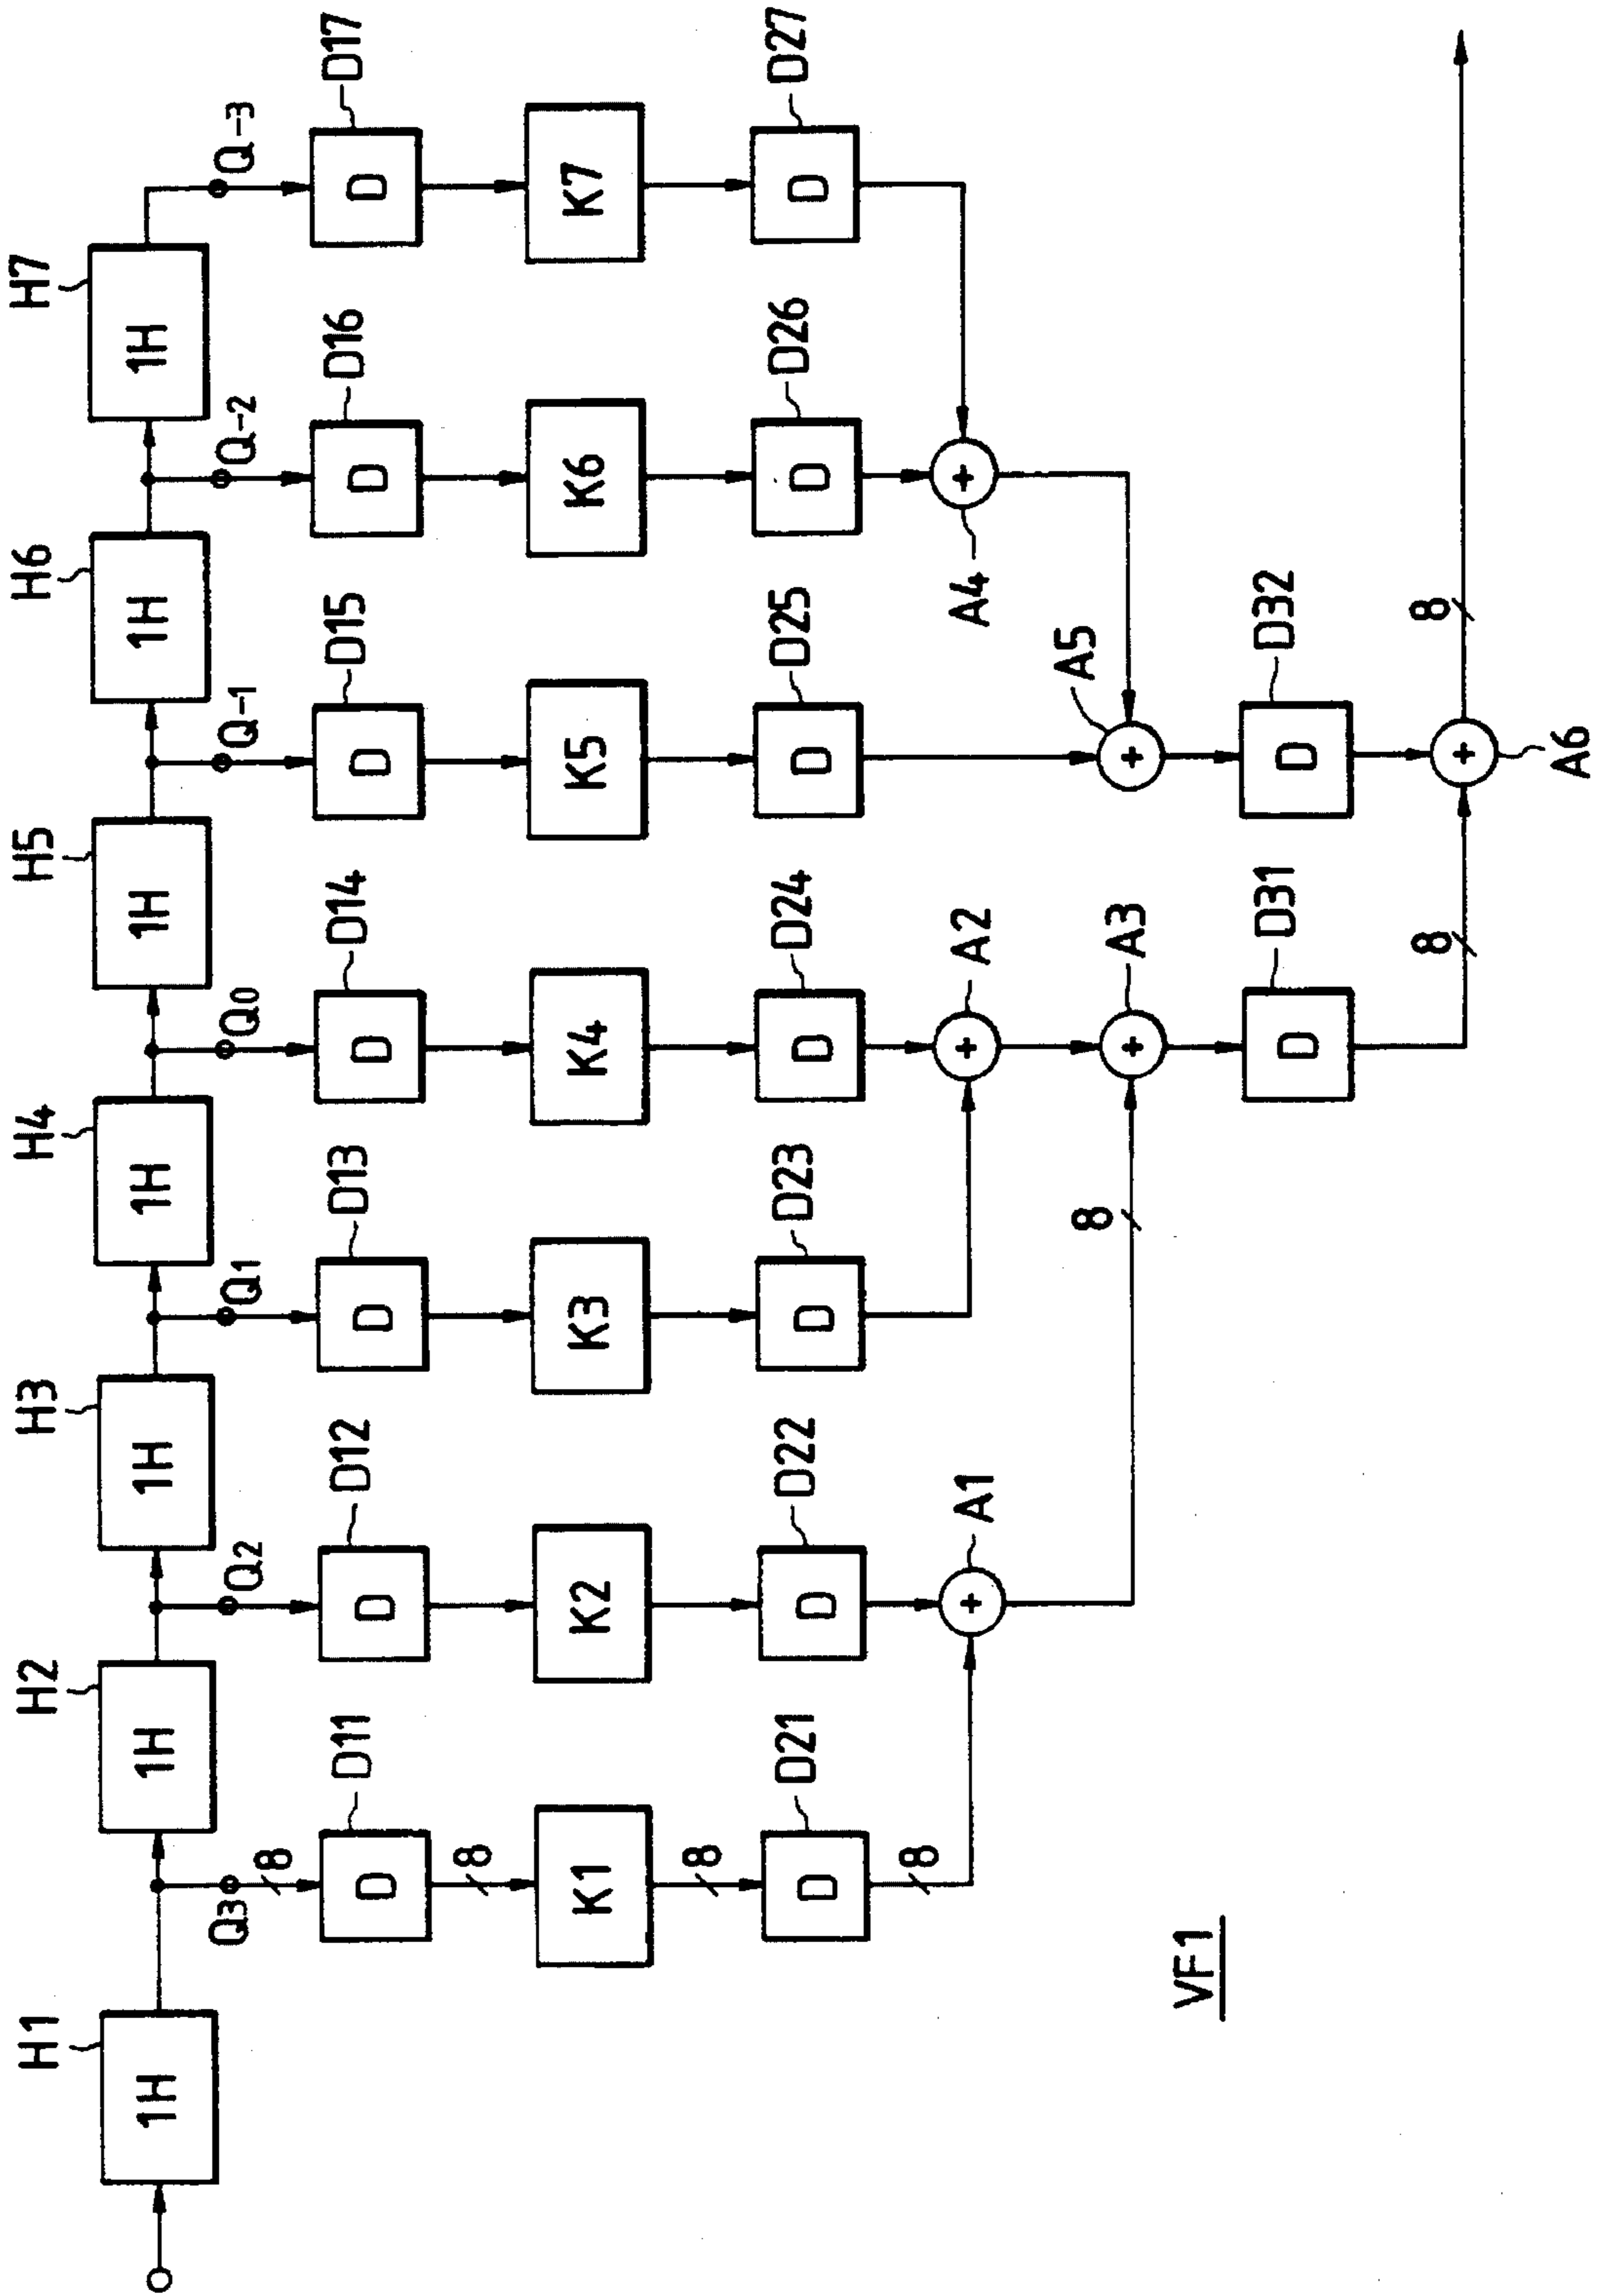 H1 H2 H3 H4 H5 H6 H7
1H 1H 1H 1H 1H 1H 1H
Q3 Q2 Q1 Q0 Q-1 Q-2 Q-3
8
D11 D12 D13 D14 D15 D16 D17
D D D D D D D
8
K1 K2 K3 K4 K5 K6 K7
8
D21 D22 D23 D24 D25 D26 D27
D D D D D D D
8
A1 + A2 + A4 +
8
A3 + A5 +
D31 D32
D D
8 8
+ A6
VF1